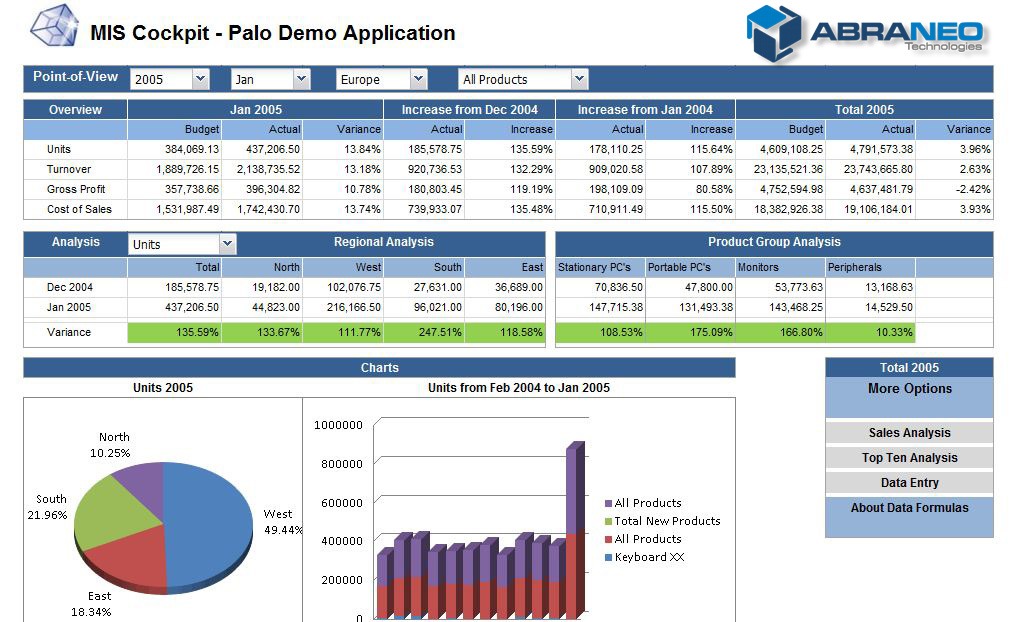 MIS Cockpit - Palo Demo Application
ABRANEO
Technologies
Point-of-View 2005 Jan Europe All Products
Overview Jan 2005 Increase from Dec 2004 Increase from Jan 2004 Total 2005
Budget Actual Variance Actual Increase Actual Increase Budget Actual Variance
Units 384,069.13 437,206.50 13.84% 185,578.75 135.59% 178,110.25 115.64% 4,609,108.25 4,791,573.38 3.96%
Turnover 1,889,726.15 2,138,735.52 13.18% 920,736.53 132.29% 909,020.58 107.89% 23,135,521.36 23,743,665.80 2.63%
Gross Profit 357,738.66 396,304.82 10.78% 180,803.45 119.19% 198,109.09 80.58% 4,752,594.98 4,637,481.79 -2.42%
Cost of Sales 1,531,987.49 1,742,430.70 13.74% 739,933.07 135.48% 710,911.49 115.50% 18,382,926.38 19,106,184.01 3.93%
Analysis Units Regional Analysis Product Group Analysis
Total North West South East Stationary PC's Portable PC's Monitors Peripherals
Dec 2004 185,578.75 19,182.00 102,076.75 27,631.00 36,689.00 70,836.50 47,800.00 53,773.63 13,168.63
Jan 2005 437,206.50 44,823.00 216,166.50 96,021.00 80,196.00 147,715.38 131,493.38 143,468.25 14,529.50
Variance 135.59% 133.67% 111.77% 247.51% 118.58% 108.53% 175.09% 166.80% 10.33%
Charts
Units 2005
North
10.25%
South
21.96%
West
49.44%
East
18.34%
Units from Feb 2004 to Jan 2005
1000000
800000
600000
400000
200000
0
All Products
Total New Products
All Products
Keyboard XX
Total 2005
More Options
Sales Analysis
Top Ten Analysis
Data Entry
About Data Formulas